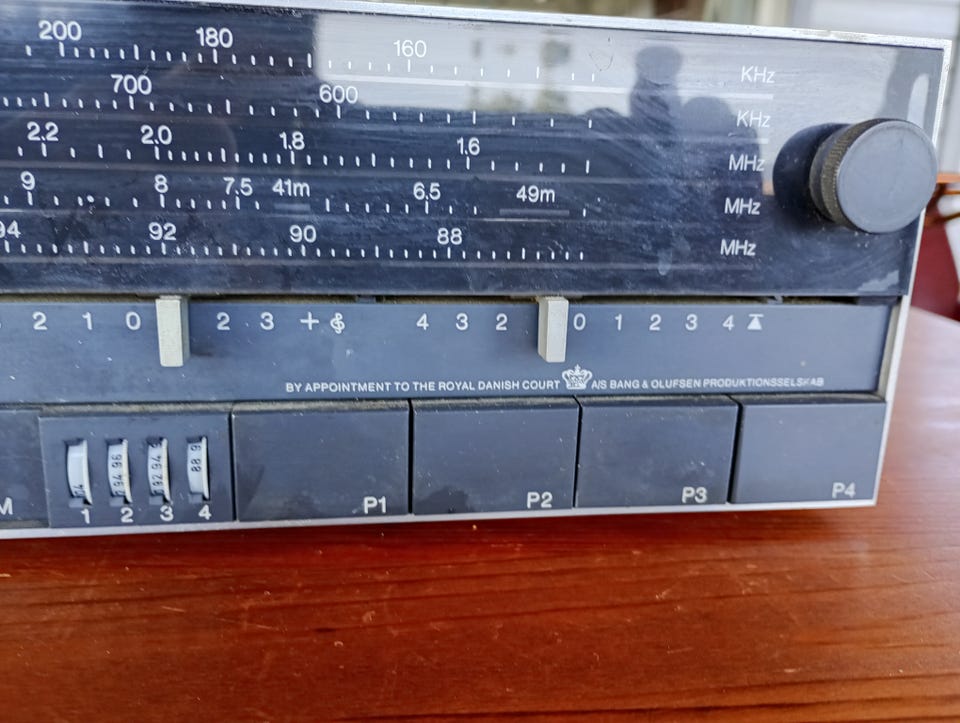 200 180 160 KHz
700 600 KHz
2.2 2.0 1.8 1.6 MHz
9 8 7.5 41m 6.5 49m MHz
94 92 90 88 MHz
2 1 0 2 3 + 4 3 2 0 1 2 3 4
BY APPOINTMENT TO THE ROYAL DANISH COURT A/S BANG & OLUFSEN PRODUKTIONSSELSKAB
M 1 2 3 4 P1 P2 P3 P4